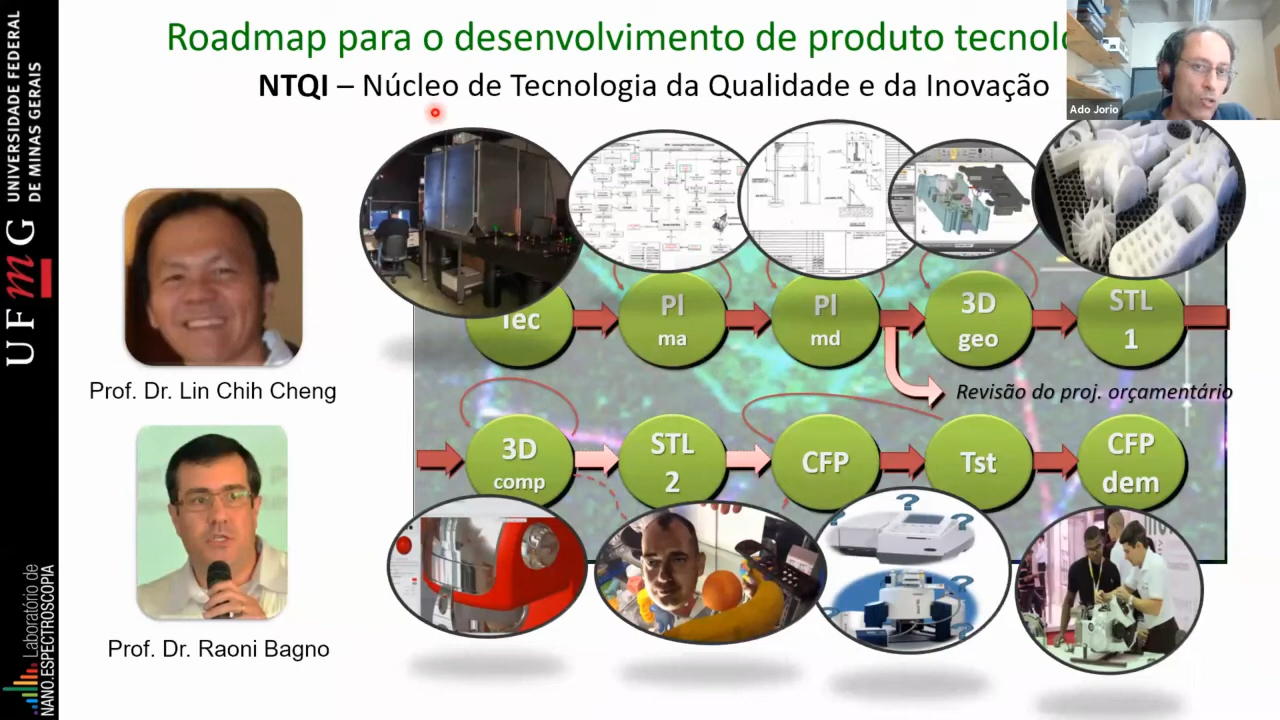 Roadmap para o desenvolvimento de produto tecnol
NTQI – Núcleo de Tecnologia da Qualidade e da Inovação
Ado Jorio
UNIVERSIDADE FEDERAL
DE MINAS GERAIS
UFmG
Laboratório de
NANO.ESPECTROSCOPIA
Prof. Dr. Lin Chih Cheng
Prof. Dr. Raoni Bagno
Tec
Pl
ma
Pl
md
3D
geo
STL
1
Revisão do proj. orçamentário
3D
comp
STL
2
CFP
Tst
CFP
dem
? ? ? ? ?